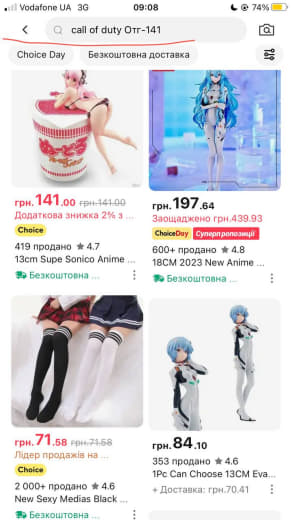 Vodafone UA 3G 09:08 74%
call of duty Отг-141
Choice Day Безкоштовна доставка
грн.141.00 грн.141.00
Додаткова знижка 2% з ...
Choice
419 продано ★ 4.7
13cm Supe Sonico Anime ...
Безкоштовна ...
грн.197.64
Заощаджено грн.439.93
ChoiceDay Суперпропозиції
600+ продано ★ 4.8
18CM 2023 New Anime ...
Безкоштовна ...
грн.71.58 грн.71.58
Лідер продажів на ...
Choice
2 000+ продано ★ 4.6
New Sexy Medias Black ...
Безкоштовна ...
грн.84.10
353 продано ★ 4.6
1Pc Can Choose 13CM Eva...
+ Доставка: грн.70.41